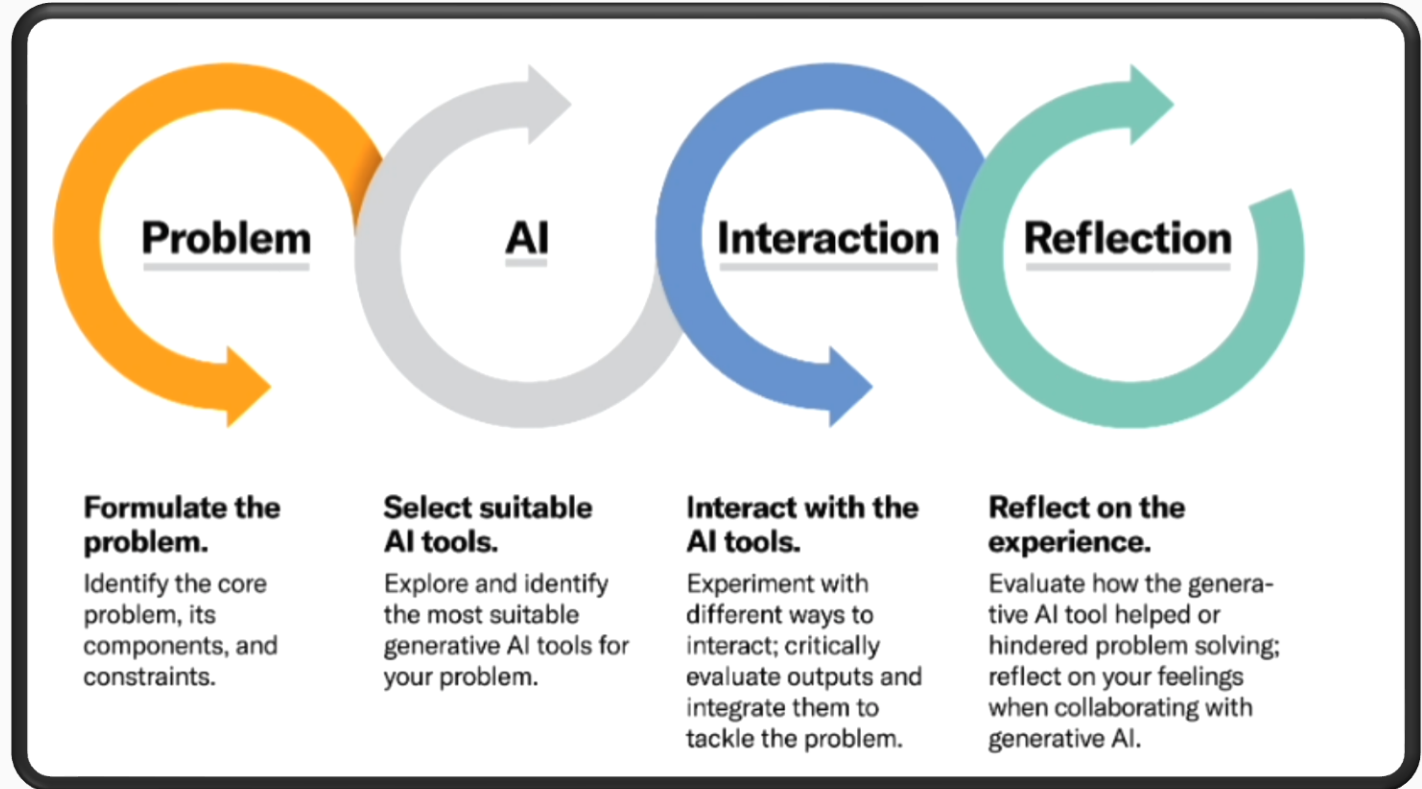 Problem
AI
Interaction
Reflection
Formulate the
problem.
Identify the core
problem, its
components, and
constraints.
Select suitable
AI tools.
Explore and identify
the most suitable
generative AI tools for
your problem.
Interact with the
AI tools.
Experiment with
different ways to
interact; critically
evaluate outputs and
integrate them to
tackle the problem.
Reflect on the
experience.
Evaluate how the genera-
tive AI tool helped or
hindered problem solving;
reflect on your feelings
when collaborating with
generative AI.